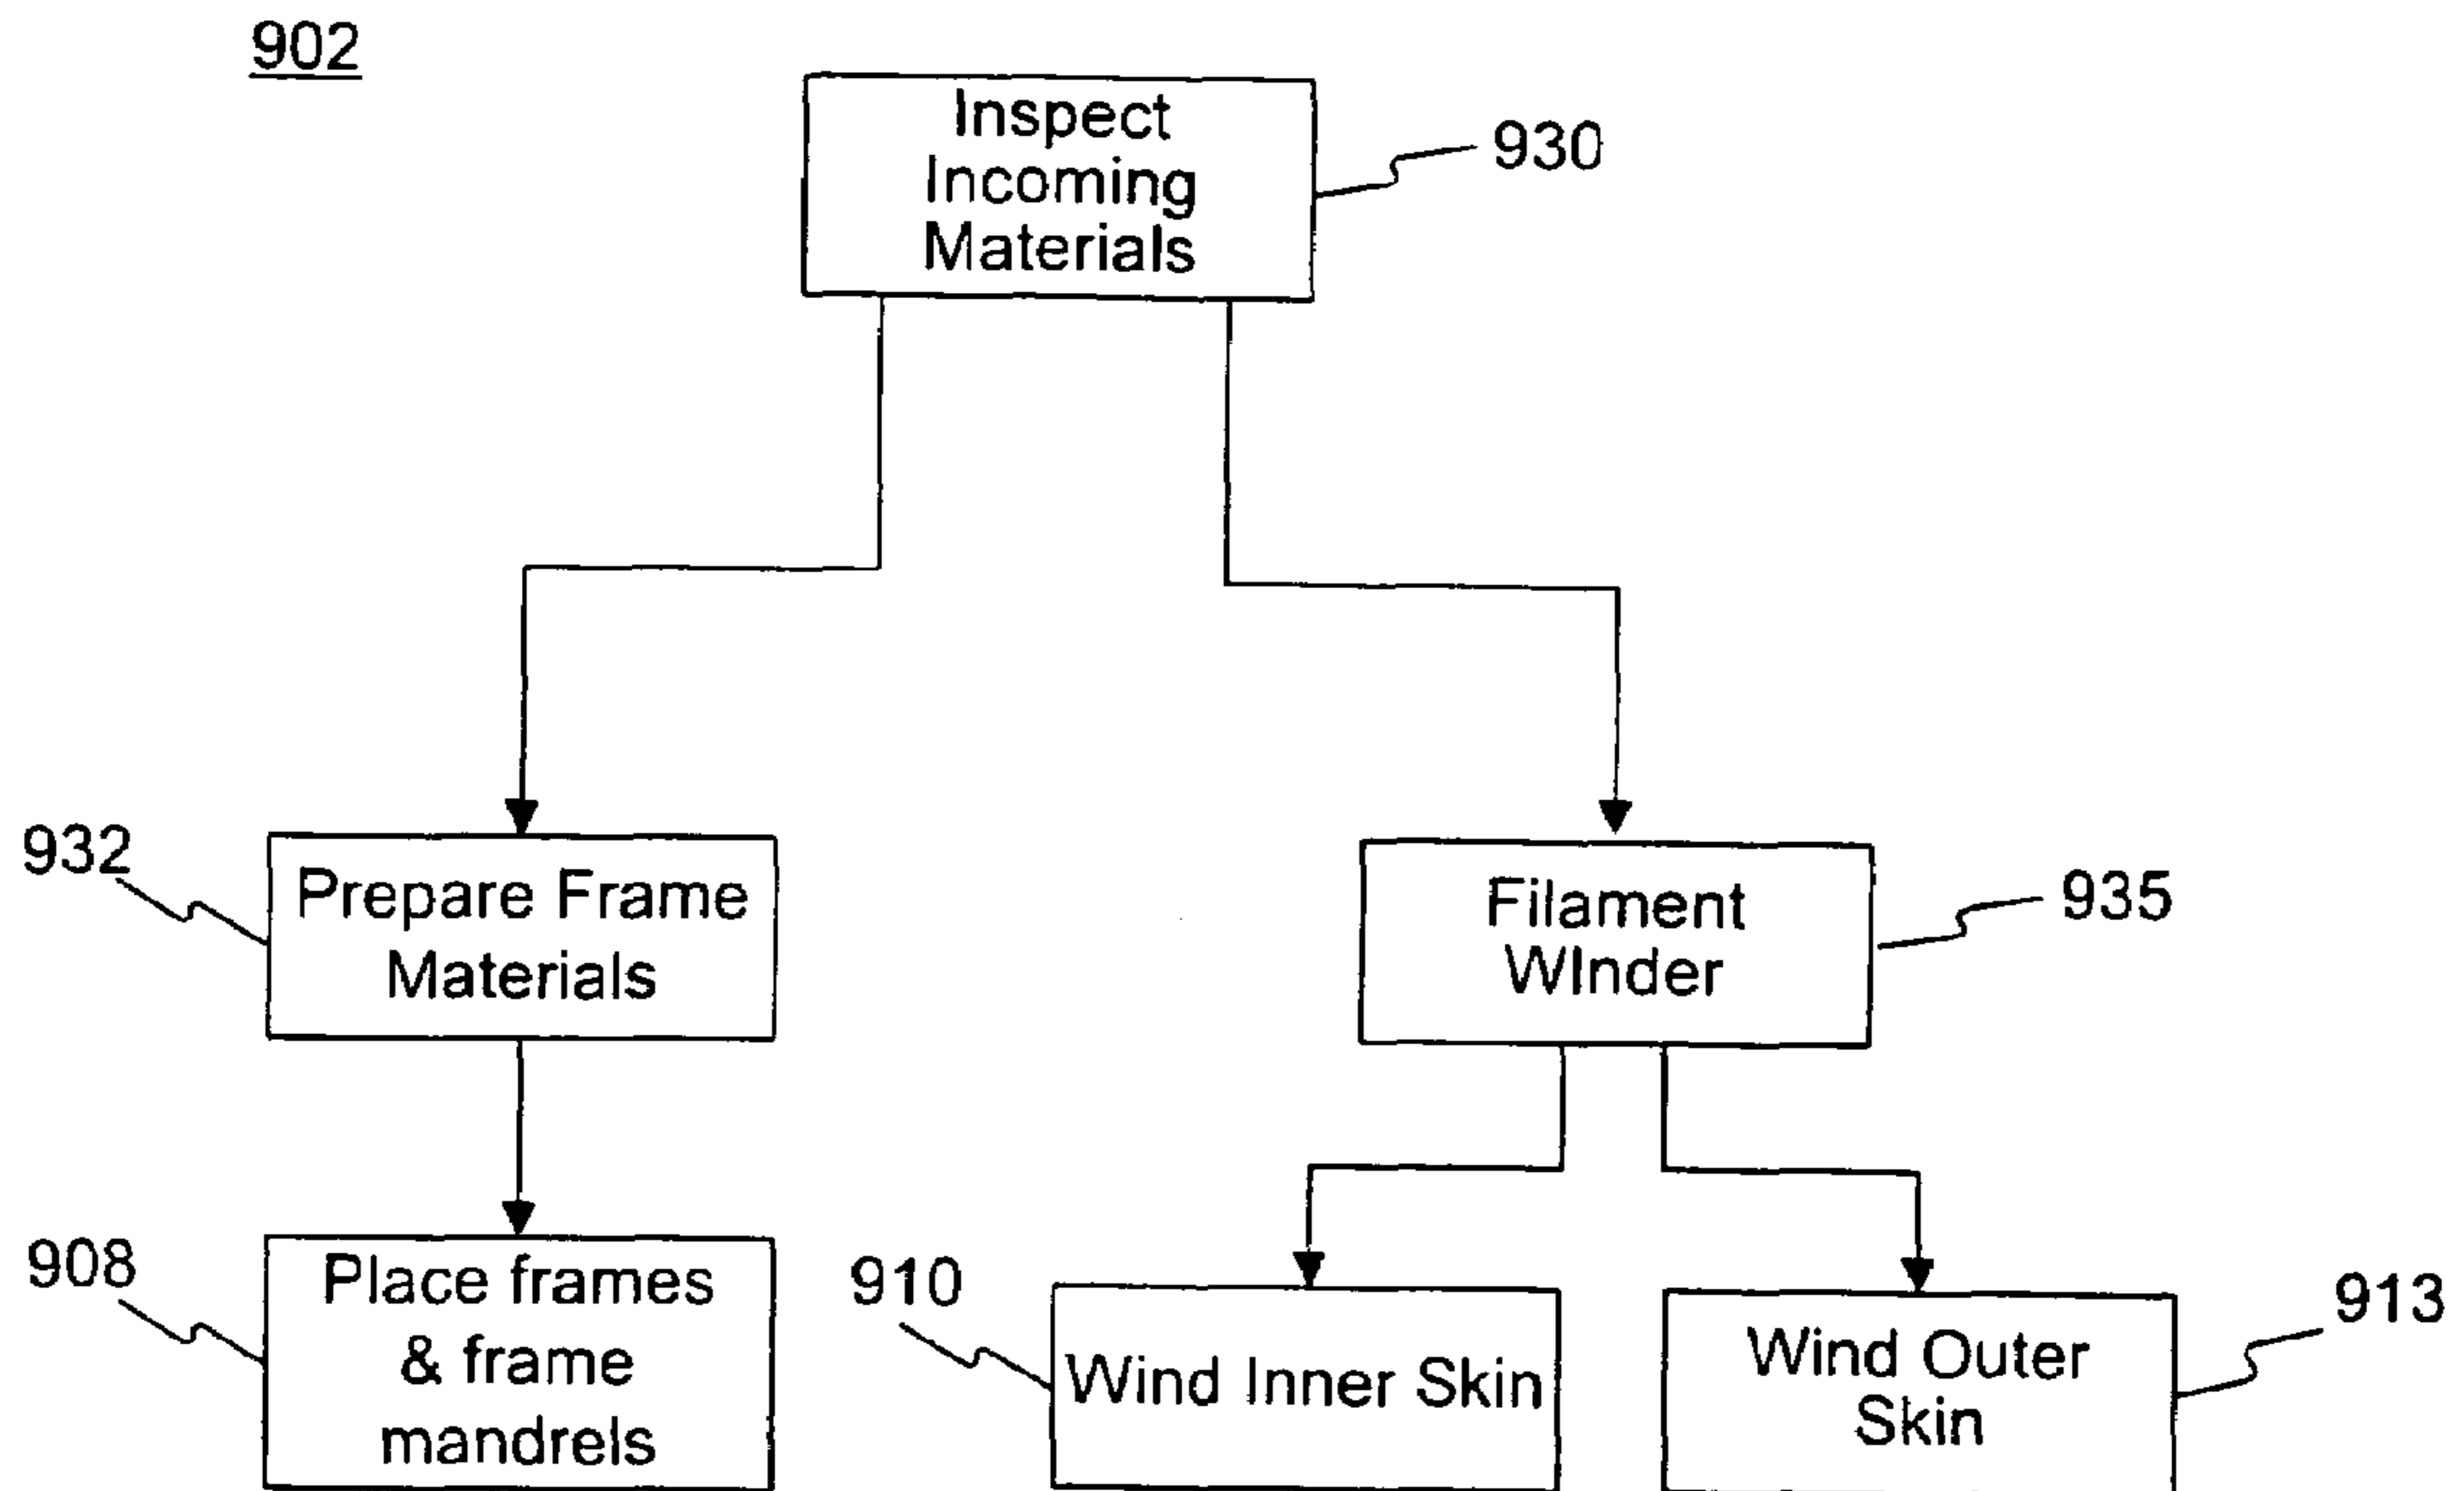 902
Inspect
Incoming
Materials
930
932
Prepare Frame
Materials
Filament
WInder
935
908
Place frames
& frame
mandrels
910
Wind Inner Skin
Wind Outer
Skin
913